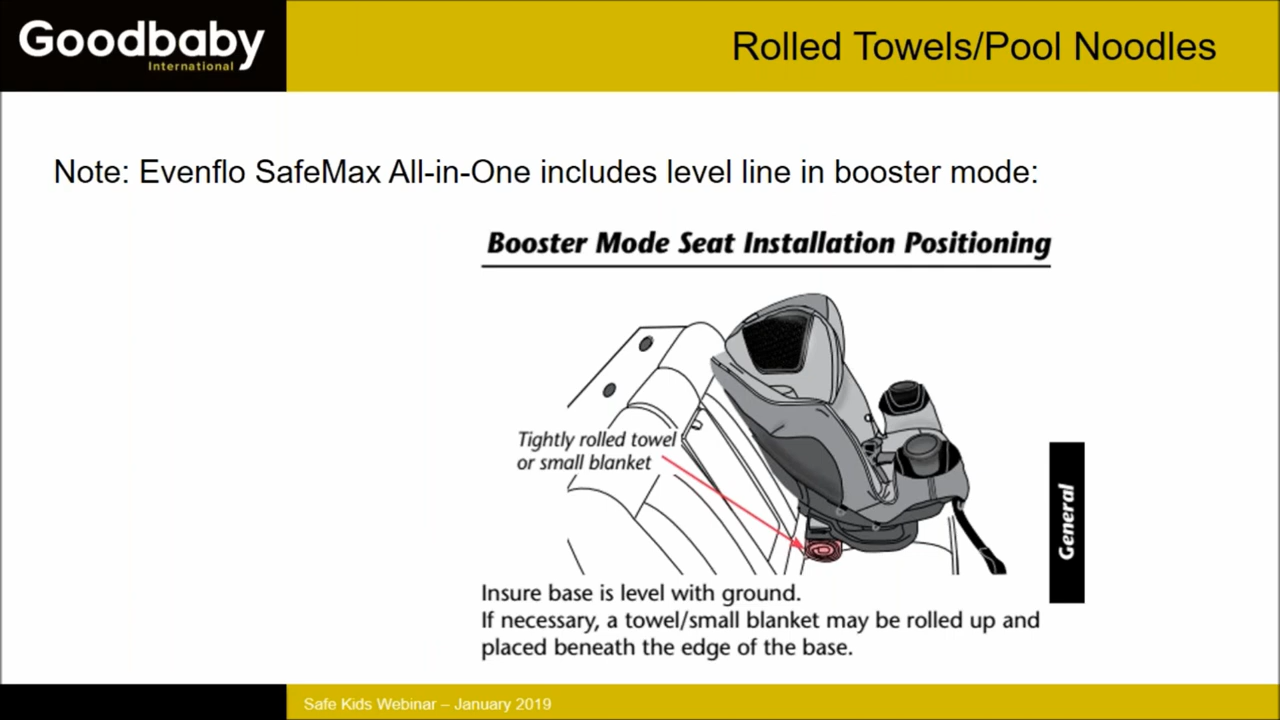 Goodbaby
International
Rolled Towels/Pool Noodles
Note: Evenflo SafeMax All-in-One includes level line in booster mode:
Booster Mode Seat Installation Positioning
Tightly rolled towel
or small blanket
General
Insure base is level with ground.
If necessary, a towel/small blanket may be rolled up and
placed beneath the edge of the base.
Safe Kids Webinar – January 2019